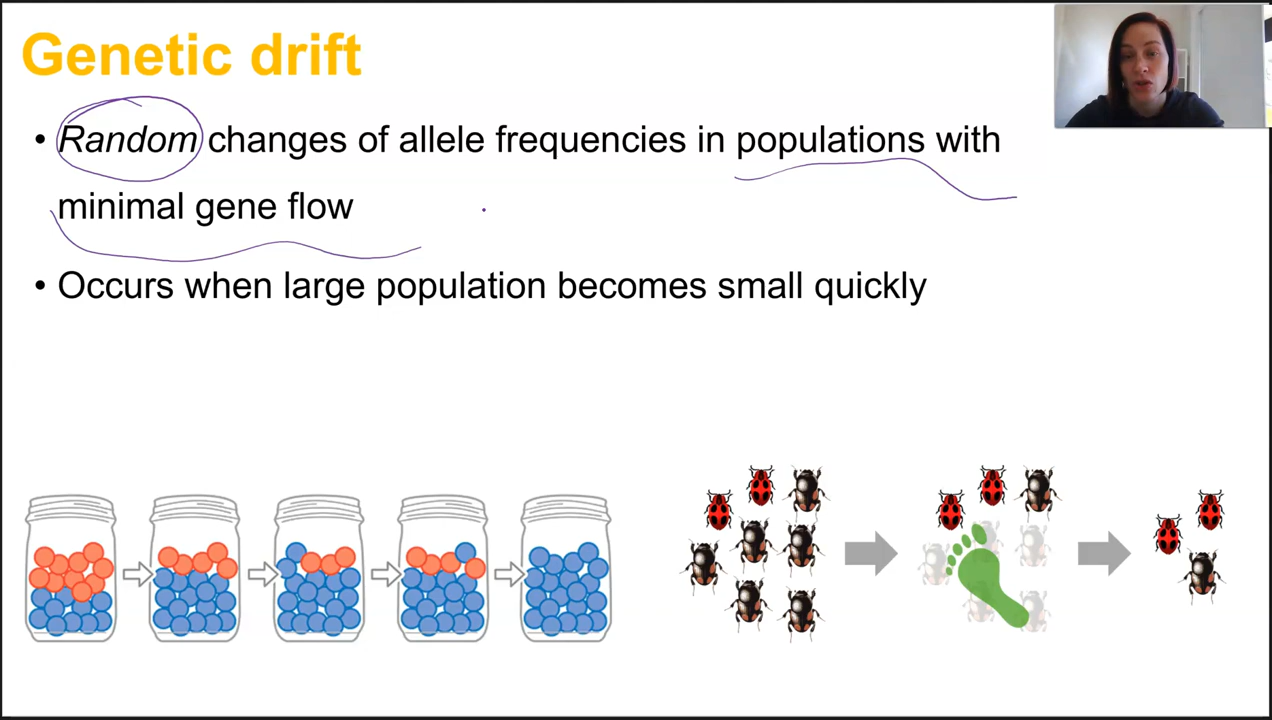 Genetic drift
• Random changes of allele frequencies in populations with
minimal gene flow
• Occurs when large population becomes small quickly